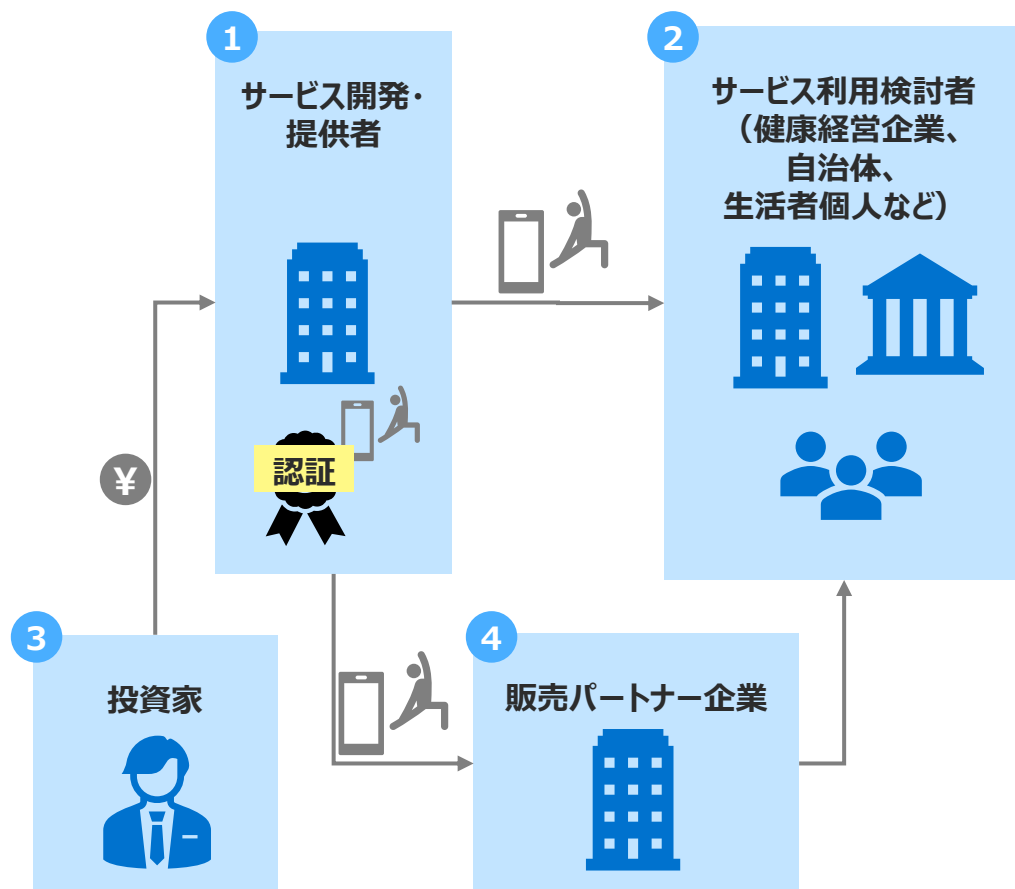 1
サービス開発・
提供者
認証
2
サービス利用検討者
（健康経営企業、
自治体、
生活者個人など）
¥
3
投資家
4
販売パートナー企業